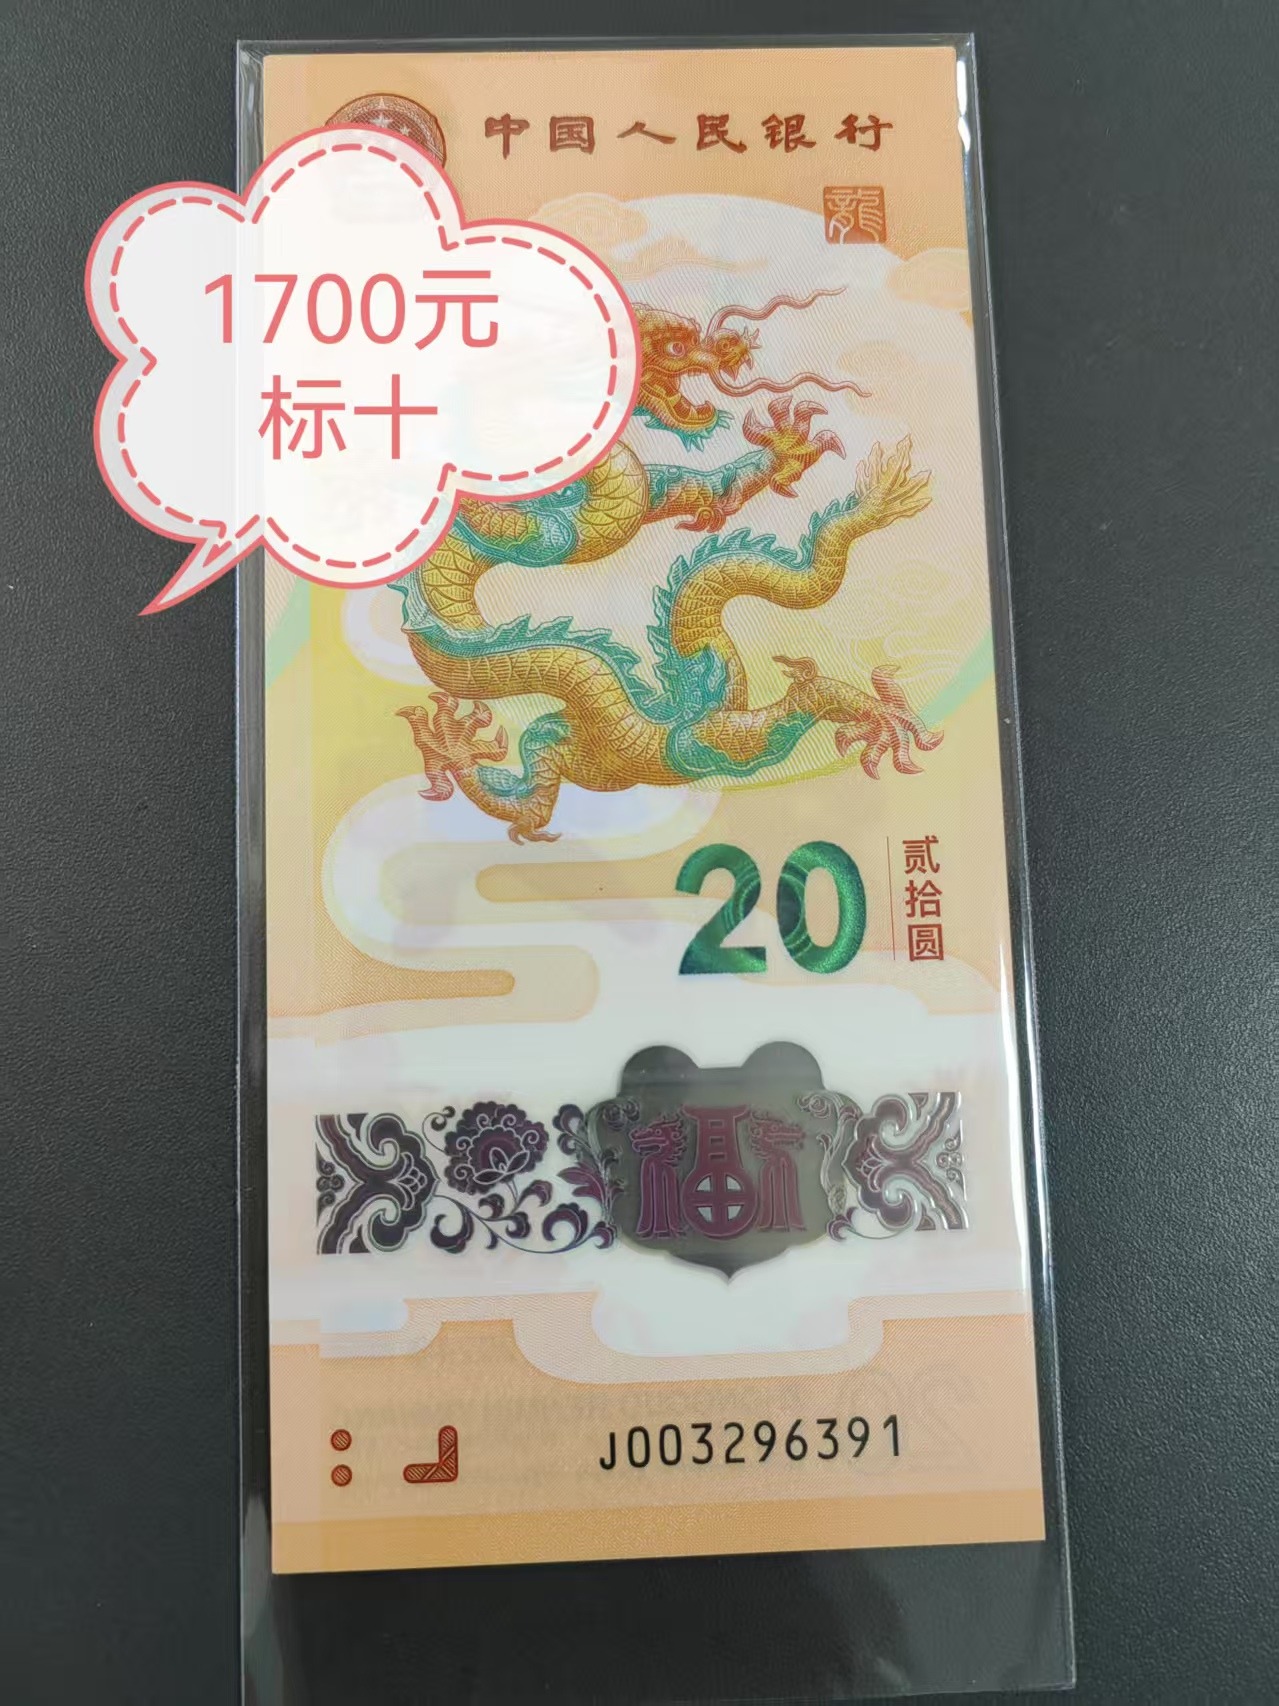 中国人民银行
龍
1700元
标十
20
贰拾圆
福
J003296391